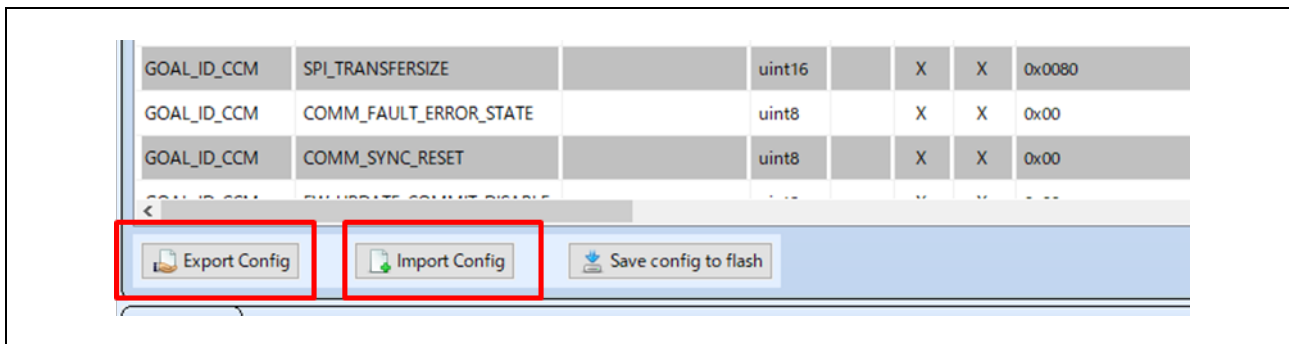 GOAL_ID_CCM SPI_TRANSFERSIZE uint16 X X 0x0080
GOAL_ID_CCM COMM_FAULT_ERROR_STATE uint8 X X 0x00
GOAL_ID_CCM COMM_SYNC_RESET uint8 X X 0x00
Export Config Import Config Save config to flash